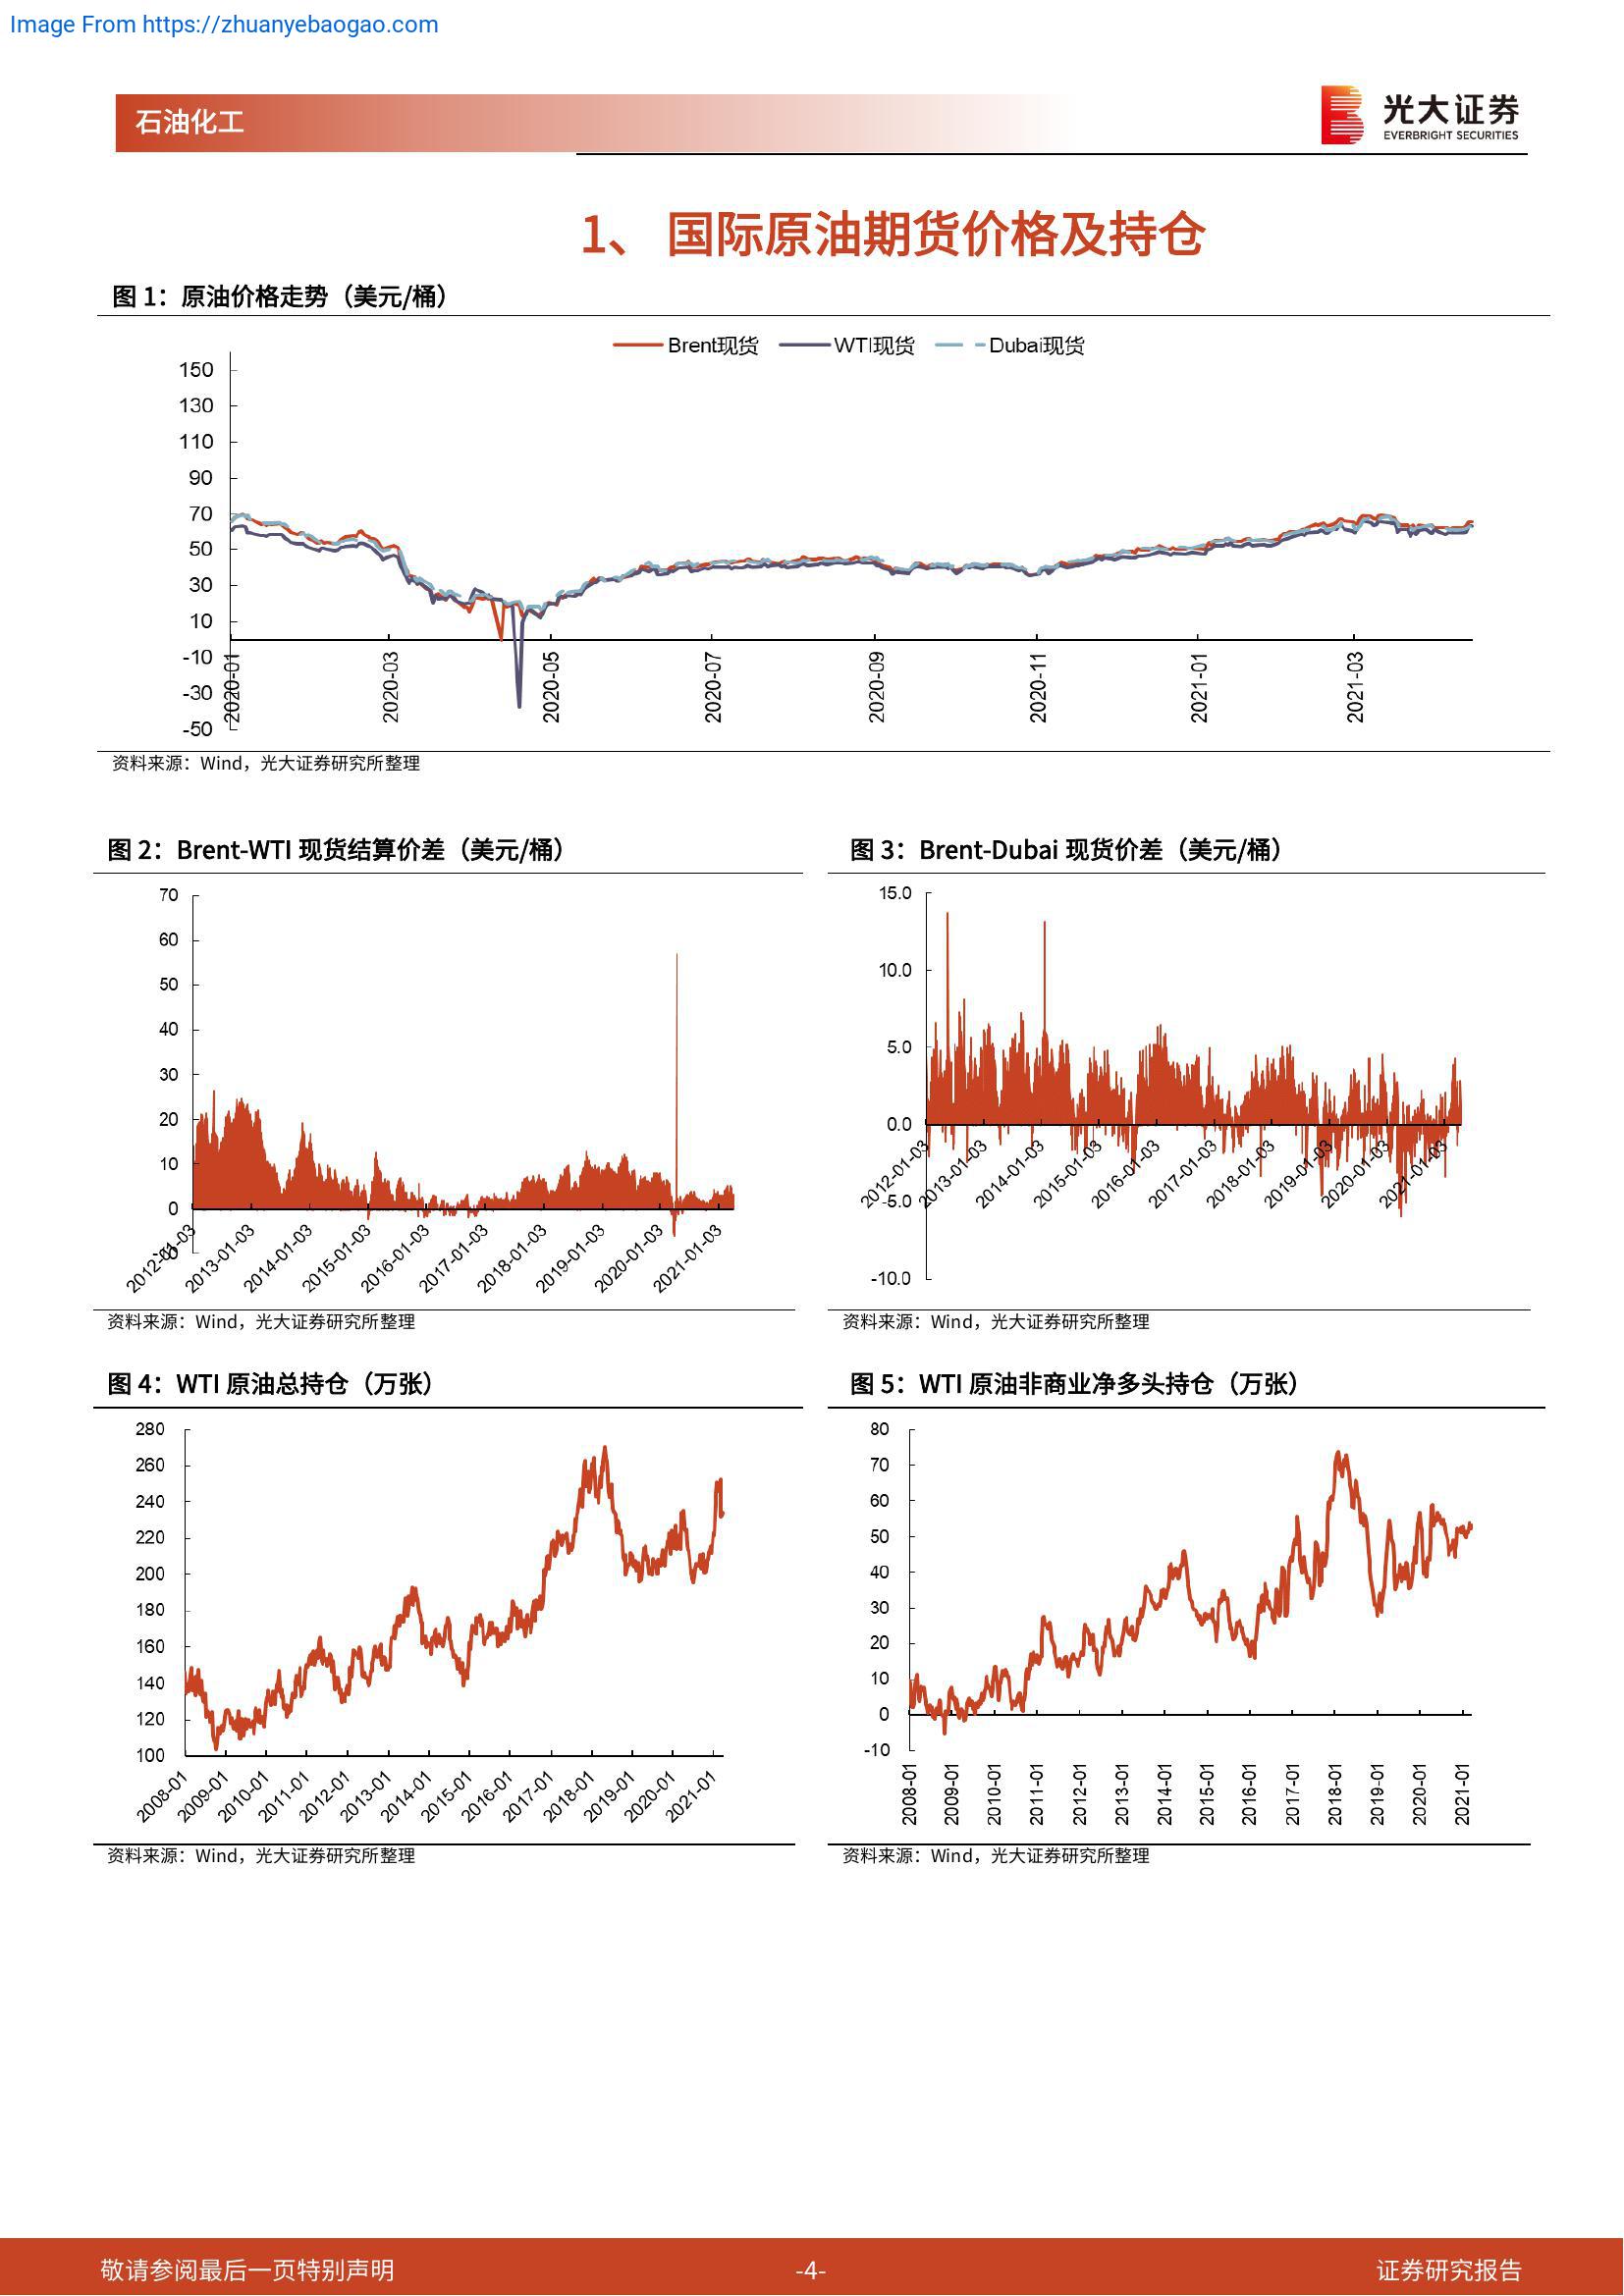 Image From https://zhuanyebaogao.com
石油化工
光大证券
EVERBRIGHT SECURITIES
1、 国际原油期货价格及持仓
图 1：原油价格走势（美元/桶）
Brent现货 WTI现货 Dubai现货
150
130
110
90
70
50
30
10
-10
-30
-50
2020-01 2020-03 2020-05 2020-07 2020-09 2020-11 2021-01 2021-03
资料来源：Wind，光大证券研究所整理
图 2：Brent-WTI 现货结算价差（美元/桶）
70
60
50
40
30
20
10
0
-10
2012-01-03 2013-01-03 2014-01-03 2015-01-03 2016-01-03 2017-01-03 2018-01-03 2019-01-03 2020-01-03 2021-01-03
资料来源：Wind，光大证券研究所整理
图 3：Brent-Dubai 现货价差（美元/桶）
15.0
10.0
5.0
0.0
-5.0
-10.0
2012-01-03 2013-01-03 2014-01-03 2015-01-03 2016-01-03 2017-01-03 2018-01-03 2019-01-03 2020-01-03 2021-01-03
资料来源：Wind，光大证券研究所整理
图 4：WTI 原油总持仓（万张）
280
260
240
220
200
180
160
140
120
100
2008-01 2009-01 2010-01 2011-01 2012-01 2013-01 2014-01 2015-01 2016-01 2017-01 2018-01 2019-01 2020-01 2021-01
资料来源：Wind，光大证券研究所整理
图 5：WTI 原油非商业净多头持仓（万张）
80
70
60
50
40
30
20
10
0
-10
2008-01 2009-01 2010-01 2011-01 2012-01 2013-01 2014-01 2015-01 2016-01 2017-01 2018-01 2019-01 2020-01 2021-01
资料来源：Wind，光大证券研究所整理
敬请参阅最后一页特别声明 -4- 证券研究报告